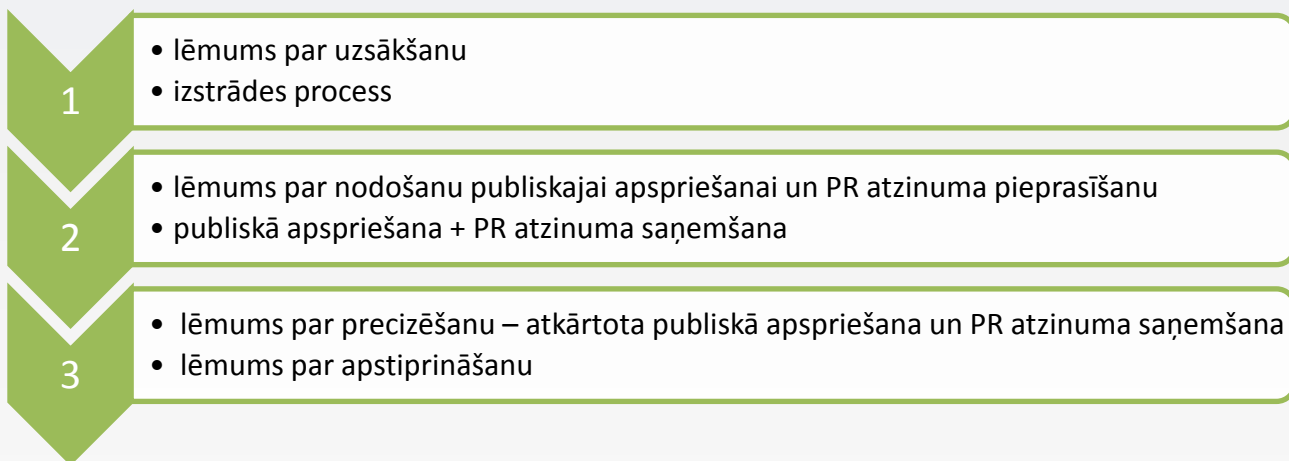 1
• lēmums par uzsākšanu
• izstrādes process
2
• lēmums par nodošanu publiskajai apspriešanai un PR atzinuma pieprasīšanu
• publiskā apspriešana + PR atzinuma saņemšana
3
• lēmums par precizēšanu – atkārtota publiskā apspriešana un PR atzinuma saņemšana
• lēmums par apstiprināšanu